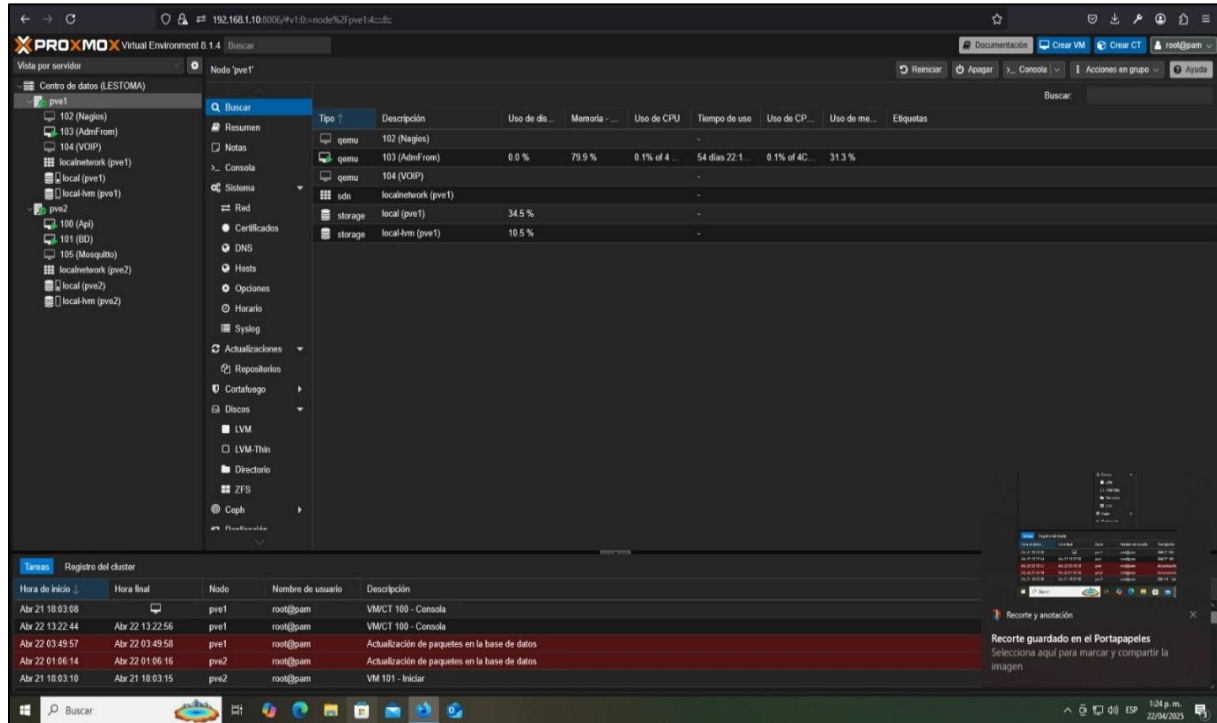 192.168.1.10:8006/#v1:0:=node%2Fpve1:4:::::8::
PROXMOX Virtual Environment 8.1.4 Buscar
Documentación Crear VM Crear CT root@pam
Vista por servidor
Nodo 'pve1'
Reiniciar Apagar >_ Consola Acciones en grupo Ayuda
Centro de datos (LESTOMA)
pve1
102 (Nagios)
103 (AdmFrom)
104 (VOIP)
localnetwork (pve1)
local (pve1)
local-lvm (pve1)
pve2
100 (Api)
101 (BD)
105 (Mosquitto)
localnetwork (pve2)
local (pve2)
local-lvm (pve2)
Buscar
Resumen
Notas
>_ Consola
Sistema
Red
Certificados
DNS
Hosts
Opciones
Horario
Syslog
Actualizaciones
Repositorios
Cortafuego
Discos
LVM
LVM-Thin
Directorio
ZFS
Ceph
Buscar:
Tipo ↑ Descripción Uso de dis... Memoria - ... Uso de CPU Tiempo de uso Uso de CP... Uso de me... Etiquetas
qemu 102 (Nagios) -
qemu 103 (AdmFrom) 0.0 % 79.9 % 0.1% of 4 ... 54 días 22:1... 0.1% of 4C... 31.3 %
qemu 104 (VOIP) -
sdn localnetwork (pve1) -
storage local (pve1) 34.5 % -
storage local-lvm (pve1) 10.5 % -
Tareas Registro del cluster
Hora de inicio ↓ Hora final Nodo Nombre de usuario Descripción
Abr 21 18:03:08 pve1 root@pam VM/CT 100 - Consola
Abr 22 13:22:44 Abr 22 13:22:56 pve1 root@pam VM/CT 100 - Consola
Abr 22 03:49:57 Abr 22 03:49:58 pve1 root@pam Actualización de paquetes en la base de datos
Abr 22 01:06:14 Abr 22 01:06:16 pve2 root@pam Actualización de paquetes en la base de datos
Abr 21 18:03:10 Abr 21 18:03:15 pve2 root@pam VM 101 - Iniciar
Recorte y anotación
Recorte guardado en el Portapapeles
Selecciona aquí para marcar y compartir la
imagen
Buscar
ESP
1:24 p. m.
22/04/2025